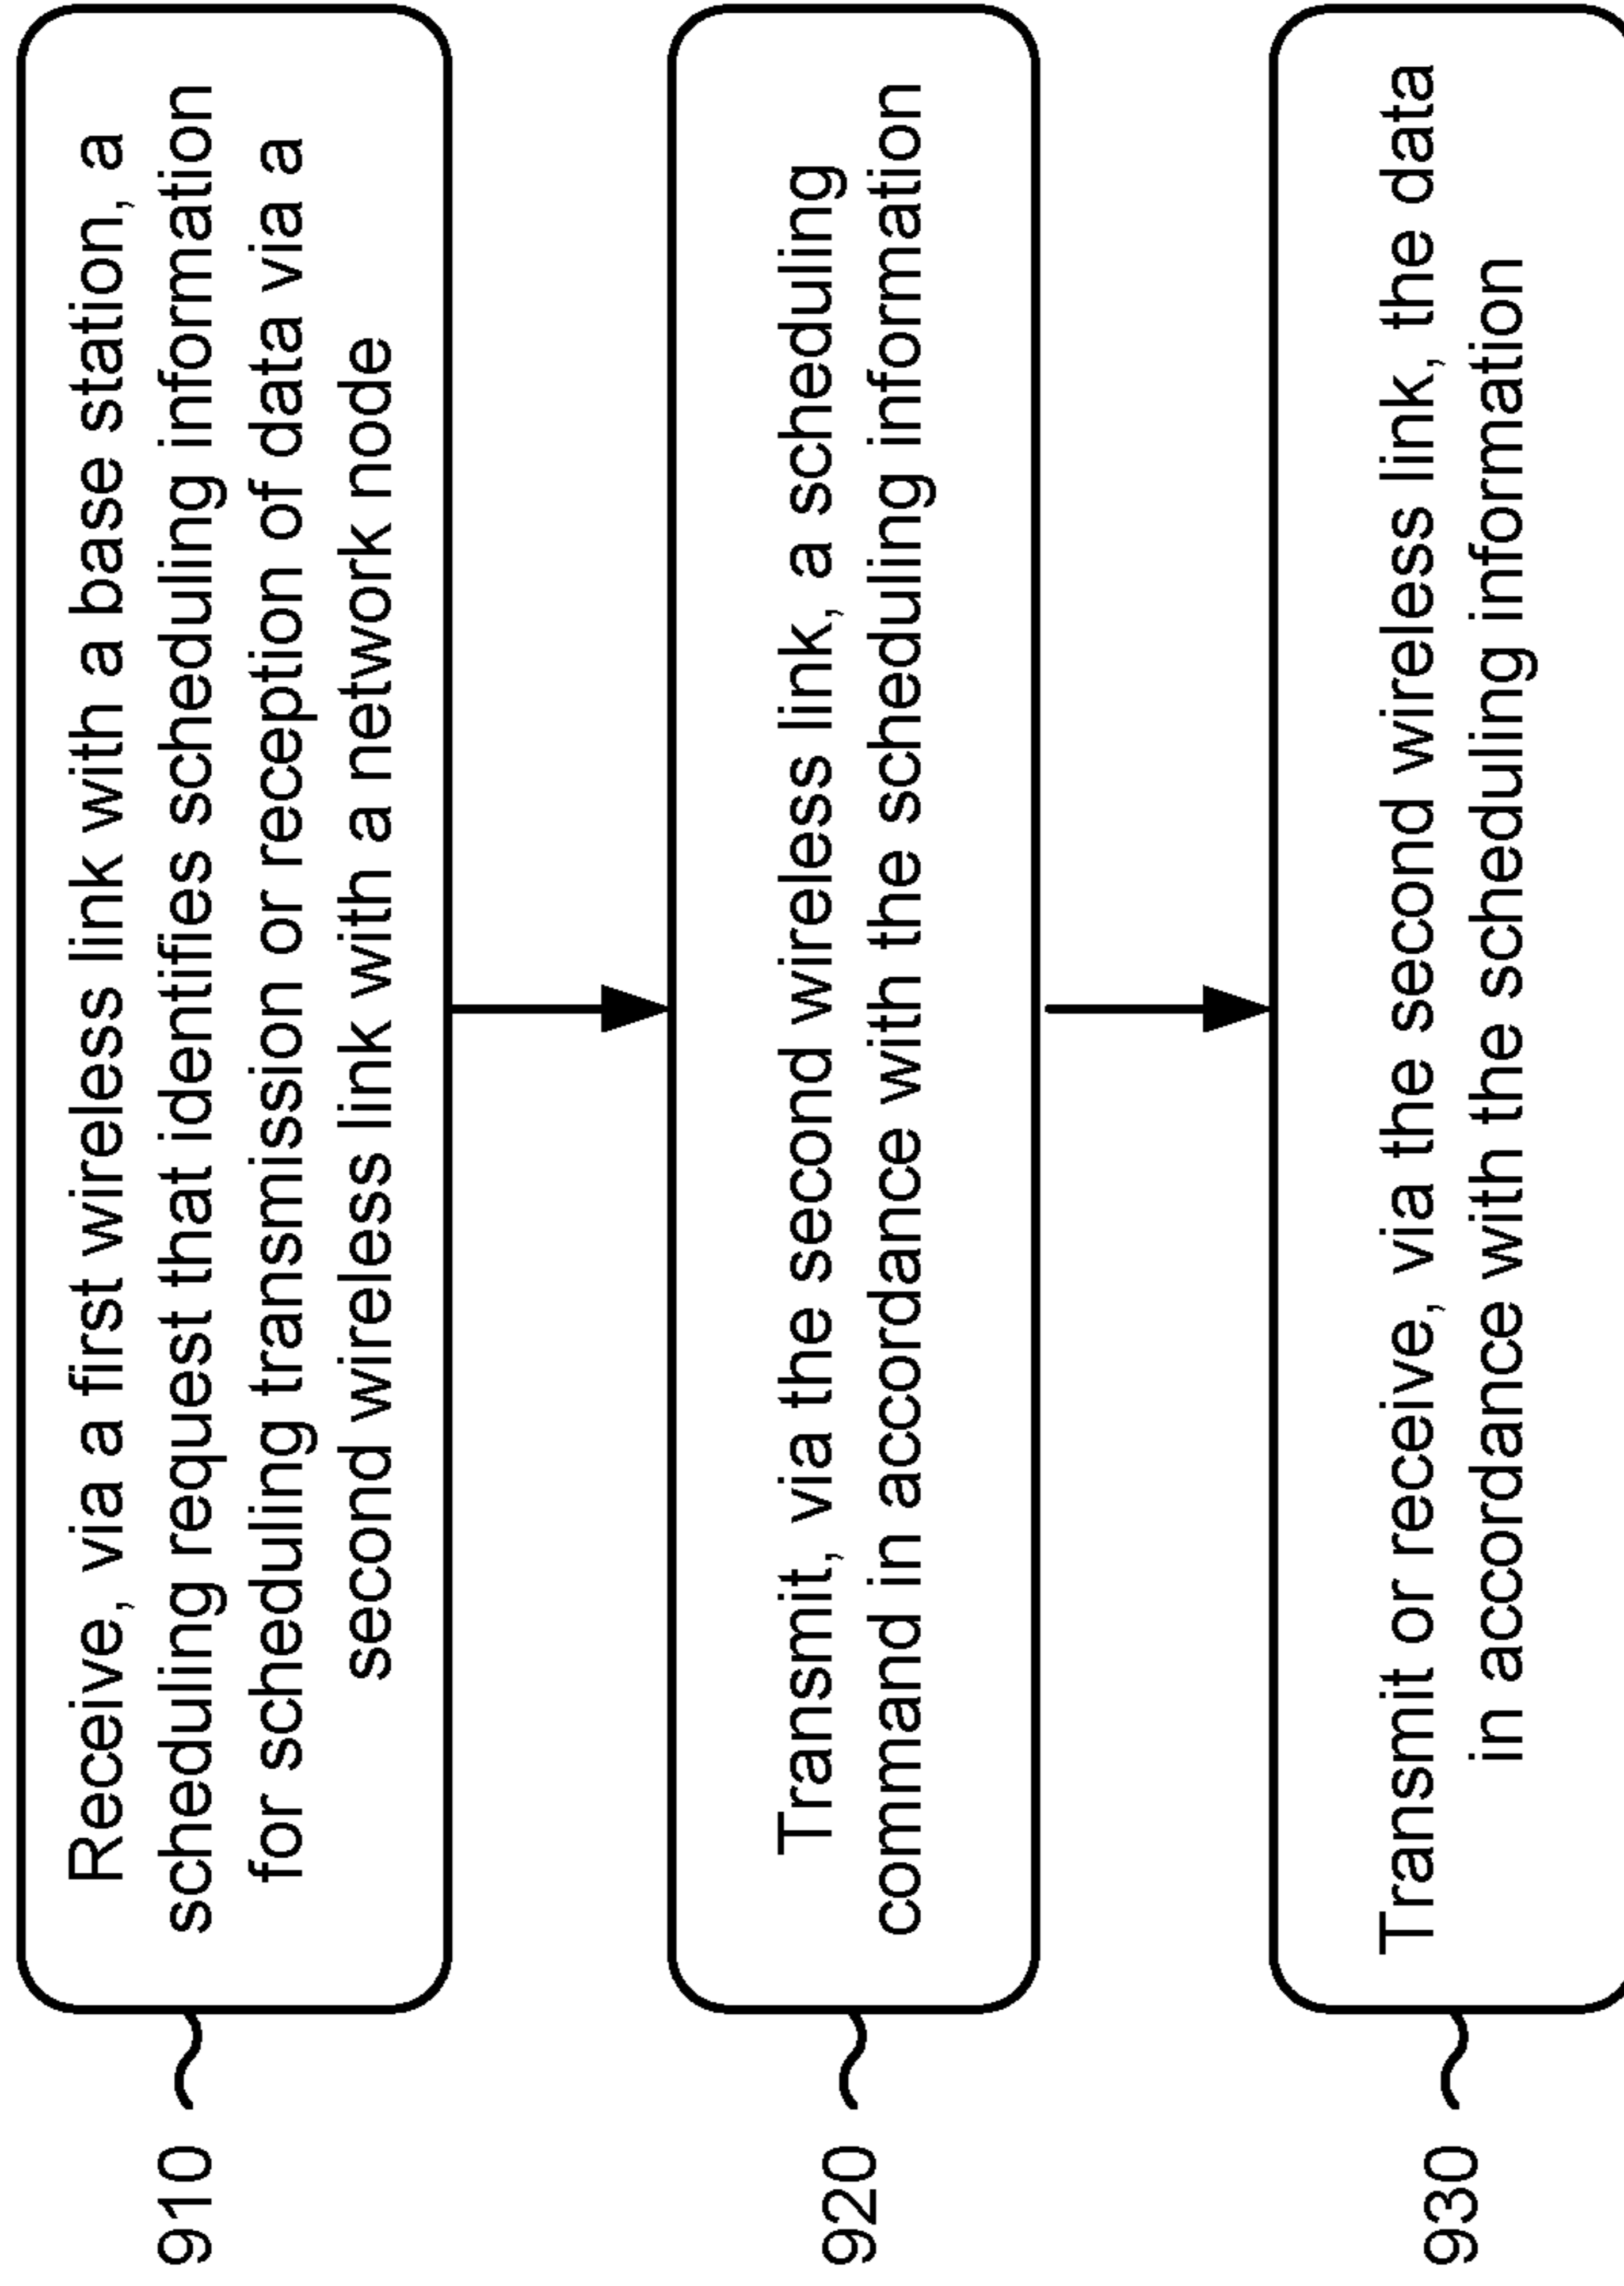 910
Receive, via a first wireless link with a base station, a
scheduling request that identifies scheduling information
for scheduling transmission or reception of data via a
second wireless link with a network node
920
Transmit, via the second wireless link, a scheduling
command in accordance with the scheduling information
930
Transmit or receive, via the second wireless link, the data
in accordance with the scheduling information